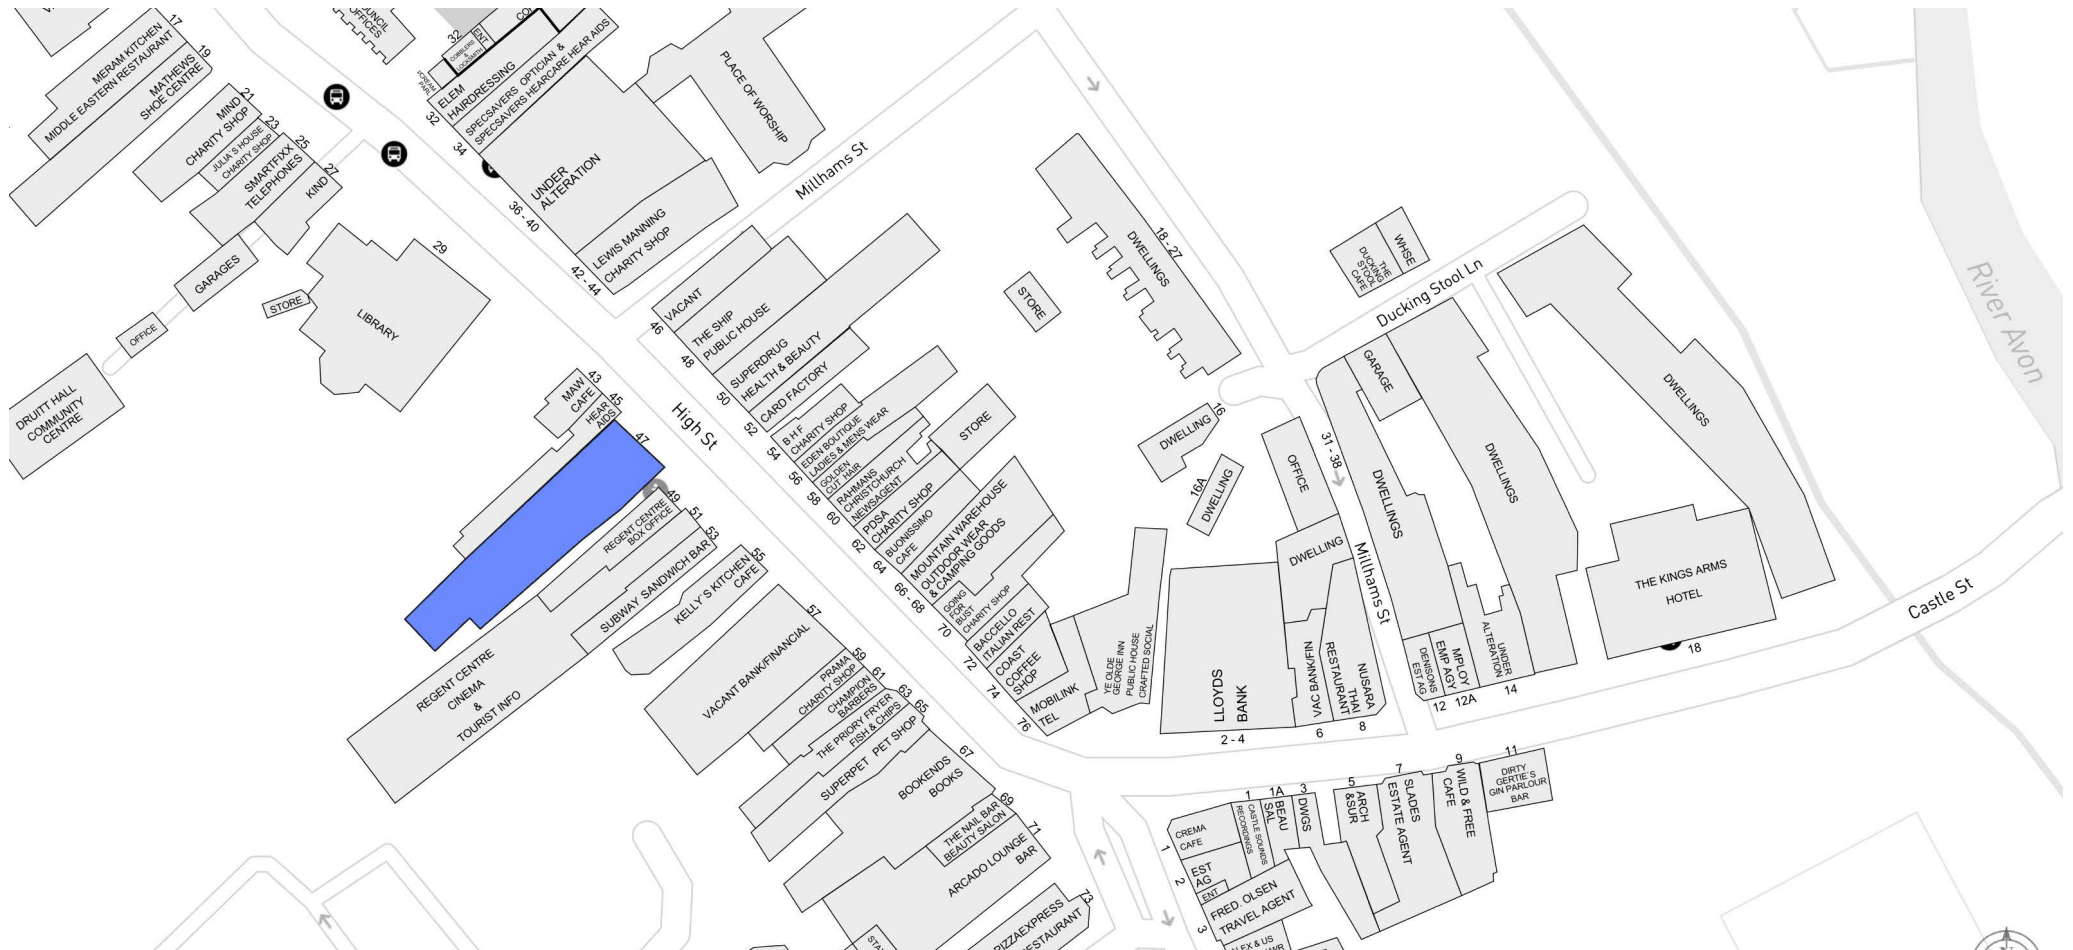 17
MERAM KITCHEN
MIDDLE EASTERN RESTAURANT
19
MATHEWS
SHOE CENTRE
21
MIND
CHARITY SHOP
23
JULIA'S HOUSE
CHARITY SHOP
25
SMARTFIXX
TELEPHONES
27
KIND
GARAGES
STORE
OFFICE
DRUITT HALL
COMMUNITY
CENTRE
29
LIBRARY
OFFICES
32
ENT
COBBLERS
&
LOCKSMITH
ELEM
HAIRDRESSING
32
SPECSAVERS OPTICIAN &
SPECSAVERS HEARCARE HEAR AIDS
34
UNDER
ALTERATION
36 - 40
LEWIS MANNING
CHARITY SHOP
42 - 44
PLACE OF WORSHIP
Millhams St
High St
VACANT
46
THE SHIP
PUBLIC HOUSE
48
SUPERDRUG
HEALTH & BEAUTY
50
CARD FACTORY
52
B H F
CHARITY SHOP
54
EDEN BOUTIQUE
LADIES & MENS WEAR
56
GOLDEN
CUT HAIR
58
RAHMANS
CHRISTCHURCH
NEWSAGENT
60
PDSA
CHARITY SHOP
62
BUONISSIMO
CAFE
64
MOUNTAIN WAREHOUSE
OUTDOOR WEAR
& CAMPING GOODS
66 - 68
GOING
FOR
BUST
CHARITY SHOP
70
BACCELLO
ITALIAN REST
72
COAST
COFFEE
SHOP
74
MOBILINK
TEL
76
STORE
STORE
18 - 27
DWELLINGS
16
DWELLING
16A
DWELLING
YE OLDE
GEORGE INN
PUBLIC HOUSE
CRAFTED SOCIAL
LLOYDS
BANK
2 - 4
OFFICE
DWELLING
VAC BANK/FIN
6
NUSARA
THAI
RESTAURANT
8
Millhams St
31 - 38
DWELLINGS
GARAGE
DWELLINGS
DENISONS
EST AG
12
MPLOY
EMP AGY
12A
UNDER
ALTERATION
14
THE
DUCKING
STOOL
CAFE
WHSE
Ducking Stool Ln
DWELLINGS
THE KINGS ARMS
HOTEL
18
Castle St
River Avon
43
MAW
CAFE
45
HEAR
AIDS
47
49
REGENT CENTRE
BOX OFFICE
51
53
SUBWAY SANDWICH BAR
REGENT CENTRE
CINEMA
&
TOURIST INFO
55
KELLY'S KITCHEN
CAFE
57
VACANT BANK/FINANCIAL
59
PRAMA
CHARITY SHOP
61
CHAMPION
BARBERS
63
THE PRIORY FRYER
FISH & CHIPS
65
SUPERPET PET SHOP
67
BOOKENDS
BOOKS
69
THE NAIL BAR
BEAUTY SALON
71
ARCADO LOUNGE
BAR
73
PIZZAEXPRESS
RESTAURANT
1
CREMA
CAFE
2
EST
AG
ENT
3
FRED. OLSEN
TRAVEL AGENT
ALEX & US
1
CASTLE SOUNDS
RECORDINGS
1A
BEAU
SAL
3
DWGS
5
ARCH
&SUR
7
SLADES
ESTATE AGENT
9
WILD & FREE
CAFE
11
DIRTY
GERTIE'S
GIN PARLOUR
BAR